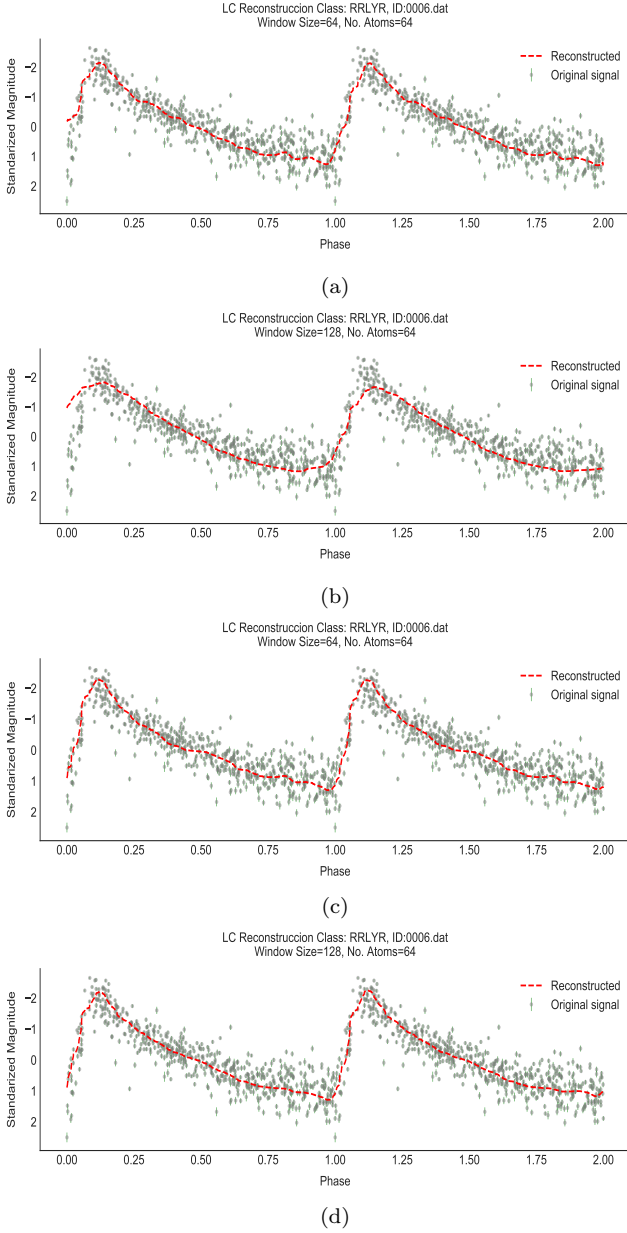 LC Reconstruccion Class: RRLYR, ID:0006.dat
Window Size=64, No. Atoms=64
Standarized Magnitude
−2
−1
0
1
2
Reconstructed
Original signal
0.00 0.25 0.50 0.75 1.00 1.25 1.50 1.75 2.00
Phase
(a)
LC Reconstruccion Class: RRLYR, ID:0006.dat
Window Size=128, No. Atoms=64
Standarized Magnitude
−2
−1
0
1
2
Reconstructed
Original signal
0.00 0.25 0.50 0.75 1.00 1.25 1.50 1.75 2.00
Phase
(b)
LC Reconstruccion Class: RRLYR, ID:0006.dat
Window Size=64, No. Atoms=64
Standarized Magnitude
−2
−1
0
1
2
Reconstructed
Original signal
0.00 0.25 0.50 0.75 1.00 1.25 1.50 1.75 2.00
Phase
(c)
LC Reconstruccion Class: RRLYR, ID:0006.dat
Window Size=128, No. Atoms=64
Standarized Magnitude
−2
−1
0
1
2
Reconstructed
Original signal
0.00 0.25 0.50 0.75 1.00 1.25 1.50 1.75 2.00
Phase
(d)